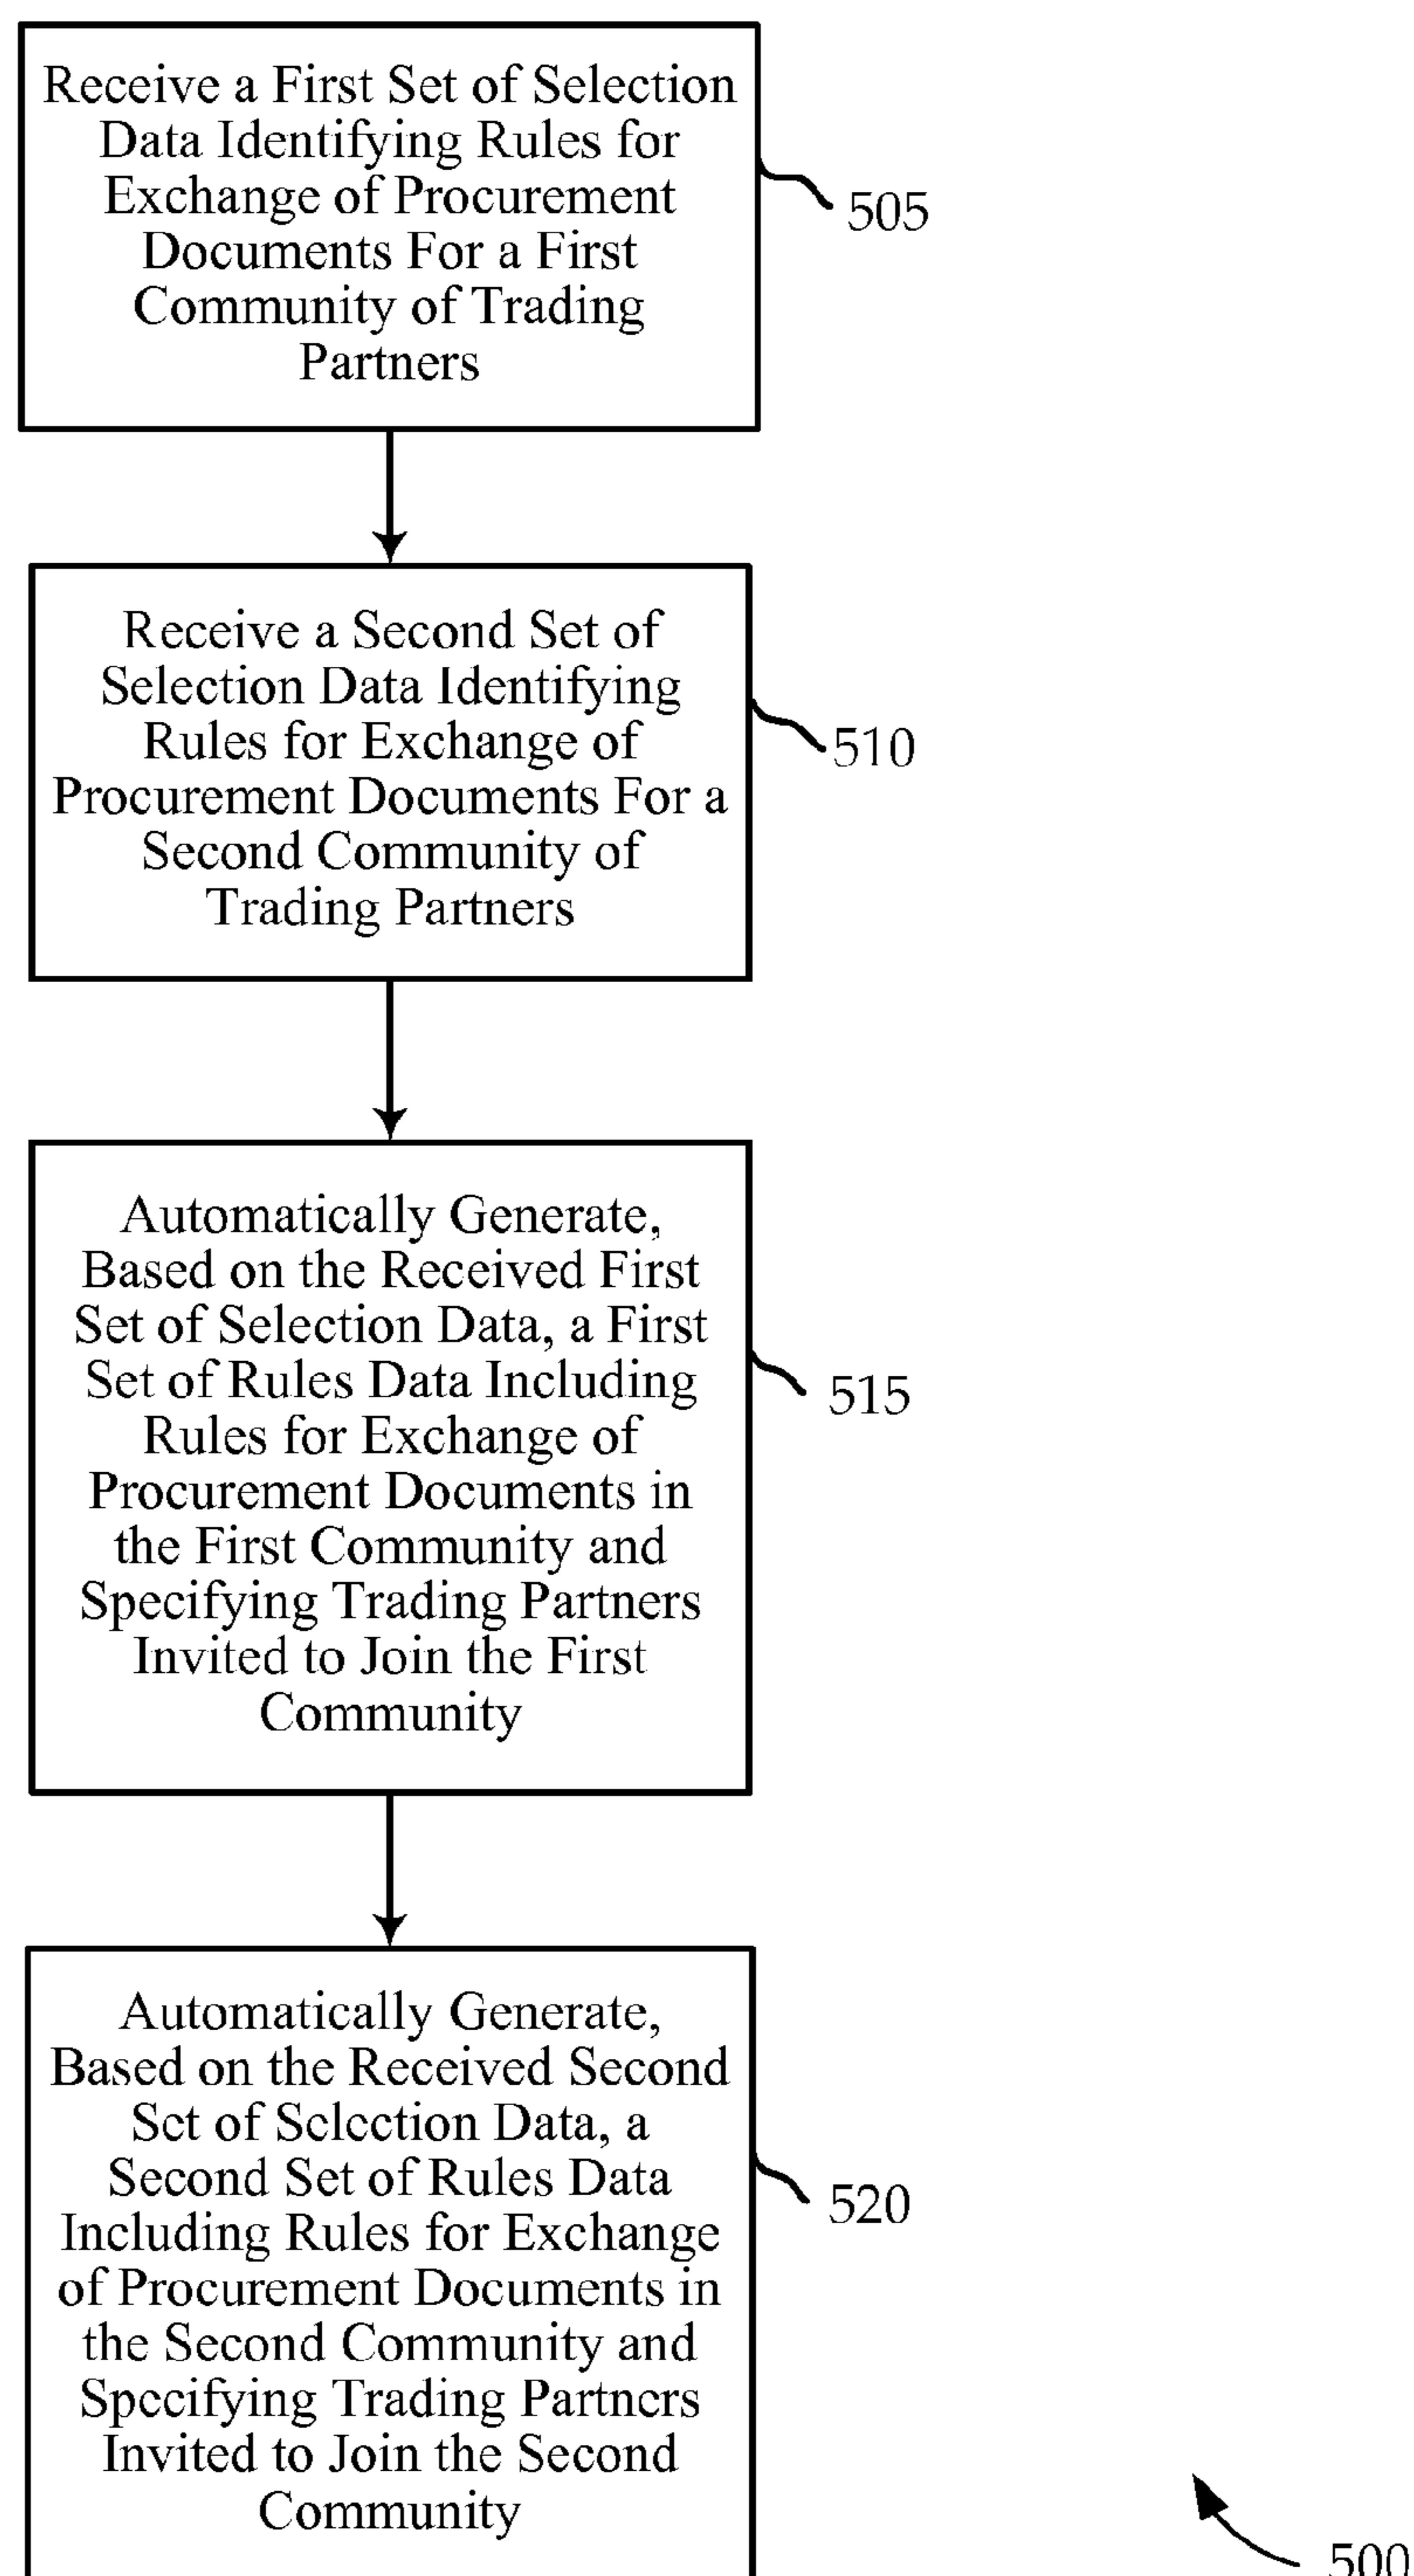 Receive a First Set of Selection
Data Identifying Rules for
Exchange of Procurement
Documents For a First
Community of Trading
Partners
505
Receive a Second Set of
Selection Data Identifying
Rules for Exchange of
Procurement Documents For a
Second Community of
Trading Partners
510
Automatically Generate,
Based on the Received First
Set of Selection Data, a First
Set of Rules Data Including
Rules for Exchange of
Procurement Documents in
the First Community and
Specifying Trading Partners
Invited to Join the First
Community
515
Automatically Generate,
Based on the Received Second
Set of Selection Data, a
Second Set of Rules Data
Including Rules for Exchange
of Procurement Documents in
the Second Community and
Specifying Trading Partners
Invited to Join the Second
Community
520
500